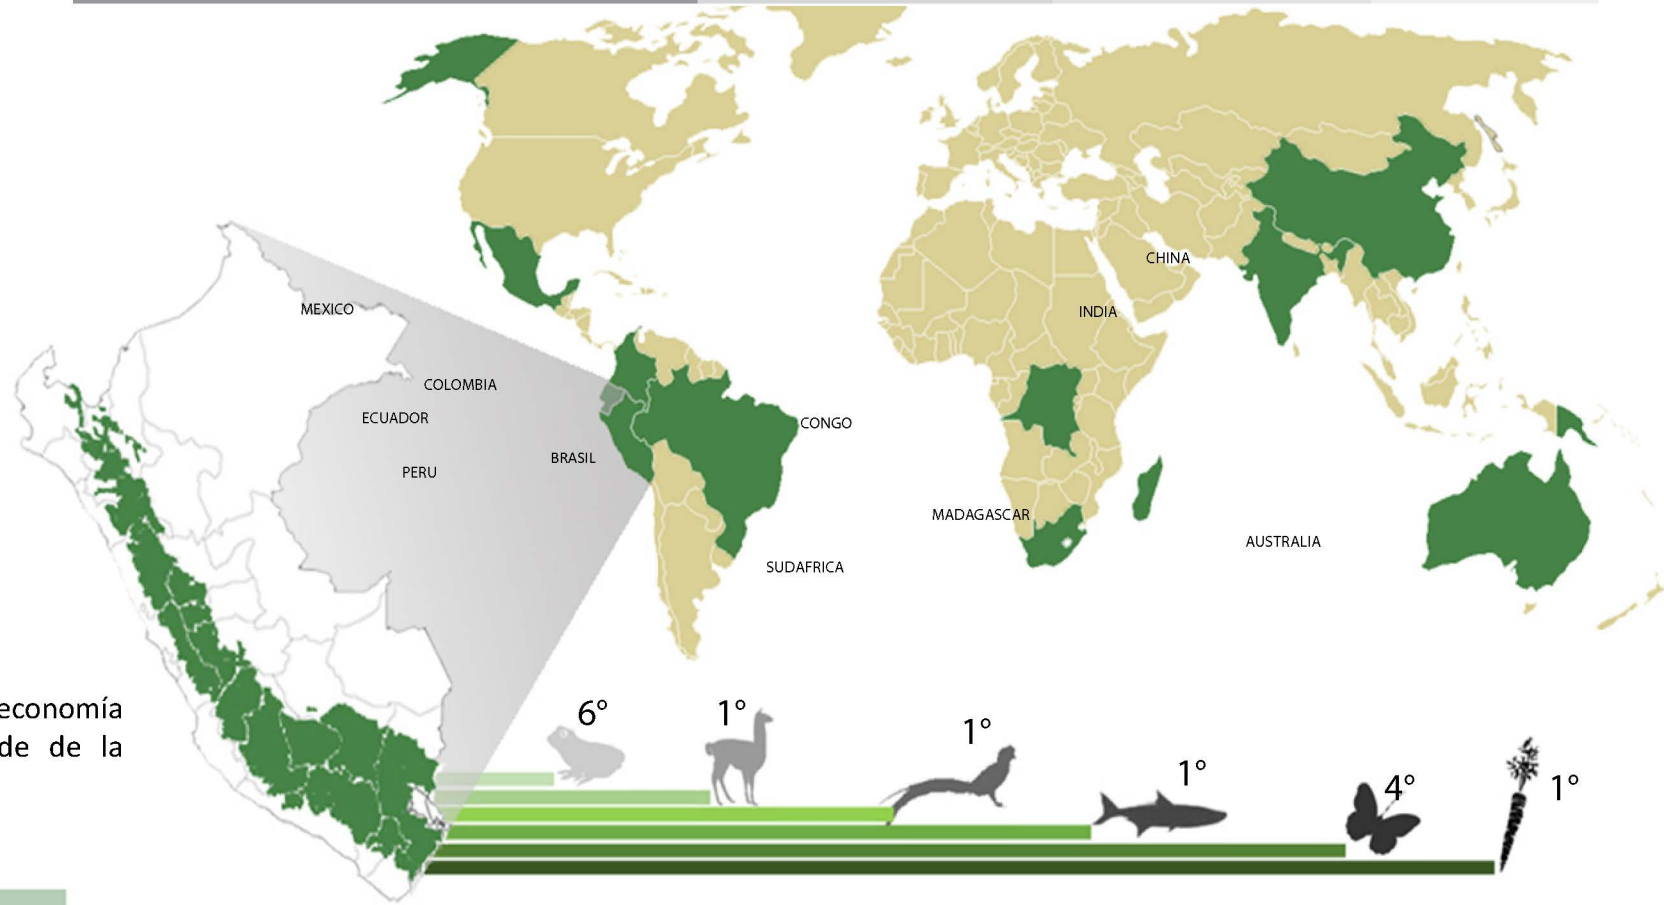 CHINA
MEXICO
INDIA
COLOMBIA
ECUADOR
CONGO
BRASIL
PERU
MADAGASCAR
AUSTRALIA
SUDAFRICA
economía
de de la
6°
1°
1°
1°
4°
1°